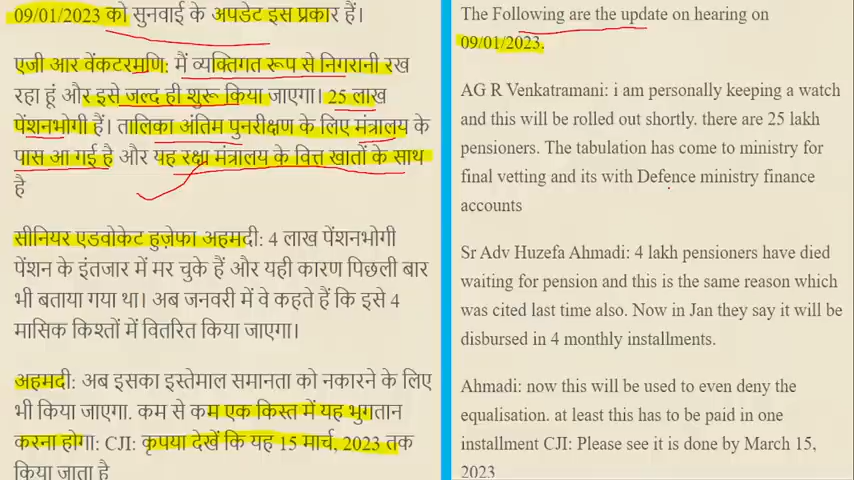 09/01/2023 को सुनवाई के अपडेट इस प्रकार हैं।
एजी आर वेंकटरमणि: मैं व्यक्तिगत रूप से निगरानी रख
रहा हूं और इसे जल्द ही शुरू किया जाएगा। 25 लाख
पेंशनभोगी हैं। तालिका अंतिम पुनरीक्षण के लिए मंत्रालय के
पास आ गई है और यह रक्षा मंत्रालय के वित्त खातों के साथ
है
सीनियर एडवोकेट हुज़ेफा अहमदी: 4 लाख पेंशनभोगी
पेंशन के इंतजार में मर चुके हैं और यही कारण पिछली बार
भी बताया गया था। अब जनवरी में वे कहते हैं कि इसे 4
मासिक किश्तों में वितरित किया जाएगा।
अहमदी: अब इसका इस्तेमाल समानता को नकारने के लिए
भी किया जाएगा. कम से कम एक किस्त में यह भुगतान
करना होगा: CJI: कृपया देखें कि यह 15 मार्च, 2023 तक
किया जाता है
The Following are the update on hearing on
09/01/2023.
AG R Venkatramani: i am personally keeping a watch
and this will be rolled out shortly. there are 25 lakh
pensioners. The tabulation has come to ministry for
final vetting and its with Defence ministry finance
accounts
Sr Adv Huzefa Ahmadi: 4 lakh pensioners have died
waiting for pension and this is the same reason which
was cited last time also. Now in Jan they say it will be
disbursed in 4 monthly installments.
Ahmadi: now this will be used to even deny the
equalisation. at least this has to be paid in one
installment CJI: Please see it is done by March 15,
2023